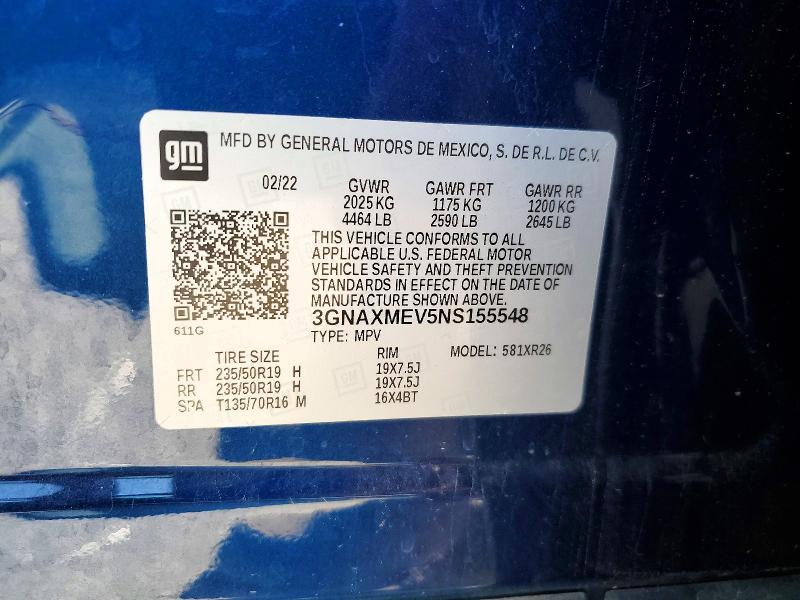 gm MFD BY GENERAL MOTORS DE MEXICO, S. DE R.L. DE C.V.
02/22 GVWR GAWR FRT GAWR RR
2025 KG 1175 KG 1200 KG
4464 LB 2590 LB 2645 LB
THIS VEHICLE CONFORMS TO ALL
APPLICABLE U.S. FEDERAL MOTOR
VEHICLE SAFETY AND THEFT PREVENTION
STANDARDS IN EFFECT ON THE DATE OF
MANUFACTURE SHOWN ABOVE.
3GNAXMEV5NS155548
611G
TYPE: MPV
TIRE SIZE RIM MODEL: 581XR26
FRT 235/50R19 H 19X7.5J
RR 235/50R19 H 19X7.5J
SPA T135/70R16 M 16X4BT